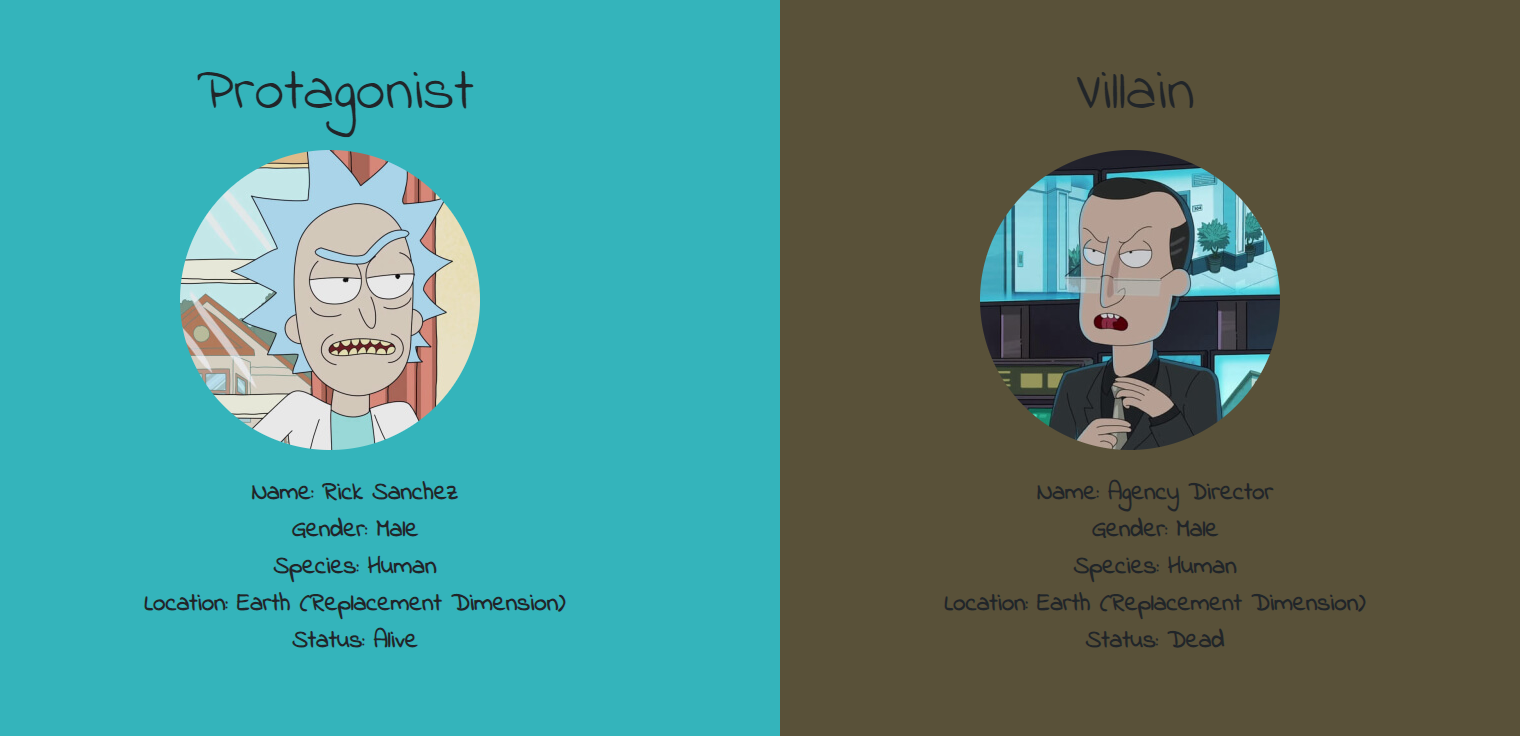 Protagonist
Name: Rick Sanchez
Gender: Male
Species: Human
Location: Earth (Replacement Dimension)
Status: Alive
Villain
Name: Agency Director
Gender: Male
Species: Human
Location: Earth (Replacement Dimension)
Status: Dead